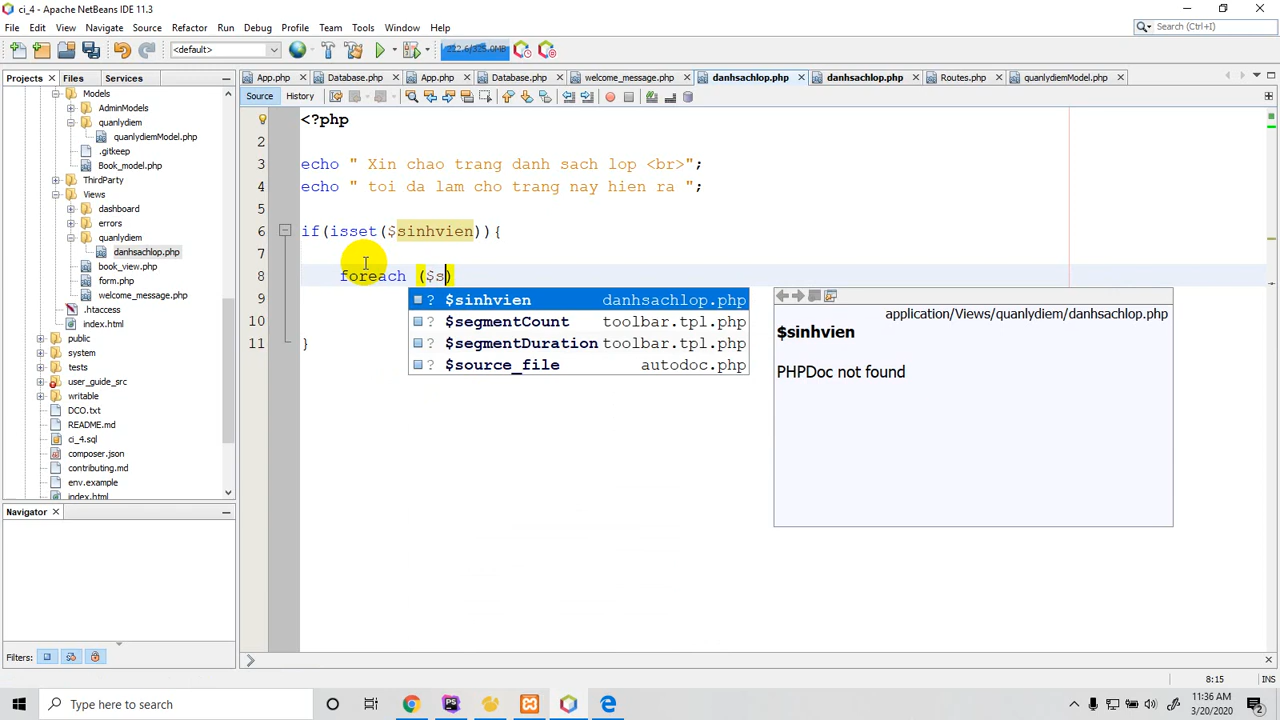 ci_4 - Apache NetBeans IDE 11.3
File Edit View Navigate Source Refactor Run Debug Profile Team Tools Window Help
Search (Ctrl+I)
<default>
222.6/325.0MB
Projects Files Services
App.php Database.php App.php Database.php welcome_message.php danhsachlop.php danhsachlop.php Routes.php quanlydiemModel.php
Source History
Models
AdminModels
quanlydiem
quanlydiemModel.php
.gitkeep
Book_model.php
ThirdParty
Views
dashboard
errors
quanlydiem
danhsachlop.php
book_view.php
form.php
welcome_message.php
.htaccess
index.html
public
system
tests
user_guide_src
writable
DCO.txt
README.md
ci_4.sql
composer.json
contributing.md
env.example
index.html
Navigator
Filters:
<?php
2
3 echo " Xin chao trang danh sach lop <br>";
4 echo " toi da lam cho trang nay hien ra ";
5
6 if(isset($sinhvien)){
7
8 foreach ($s)
9
10
11 }
? $sinhvien danhsachlop.php
? $segmentCount toolbar.tpl.php
? $segmentDuration toolbar.tpl.php
? $source_file autodoc.php
application/Views/quanlydiem/danhsachlop.php
$sinhvien
PHPDoc not found
8:15 INS
Type here to search
11:36 AM
3/20/2020
2